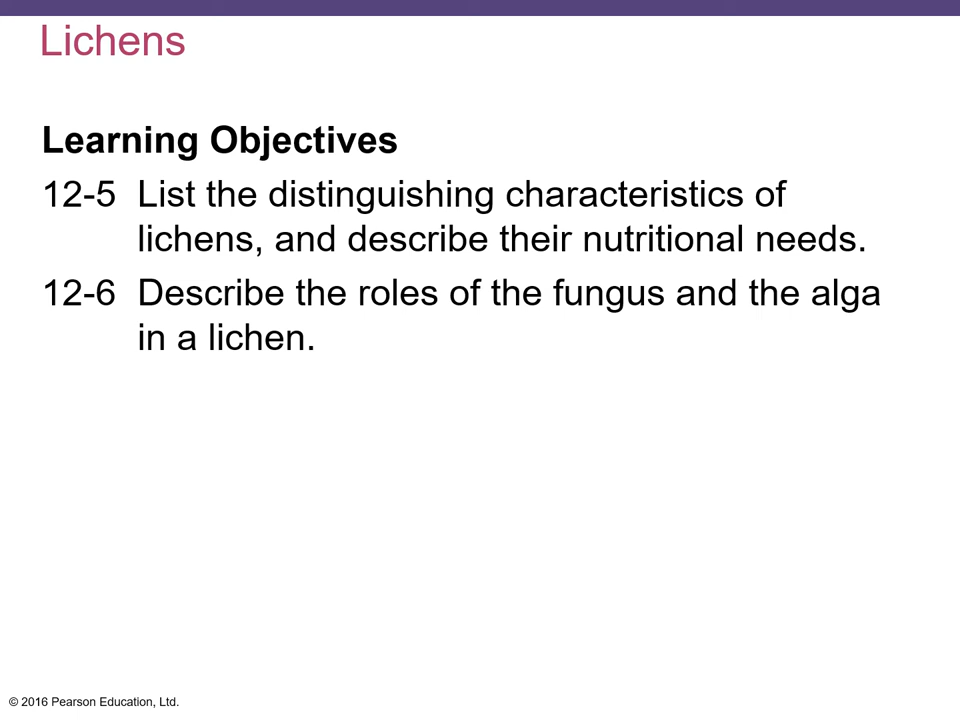 Lichens
Learning Objectives
12-5 List the distinguishing characteristics of
lichens, and describe their nutritional needs.
12-6 Describe the roles of the fungus and the alga
in a lichen.
© 2016 Pearson Education, Ltd.